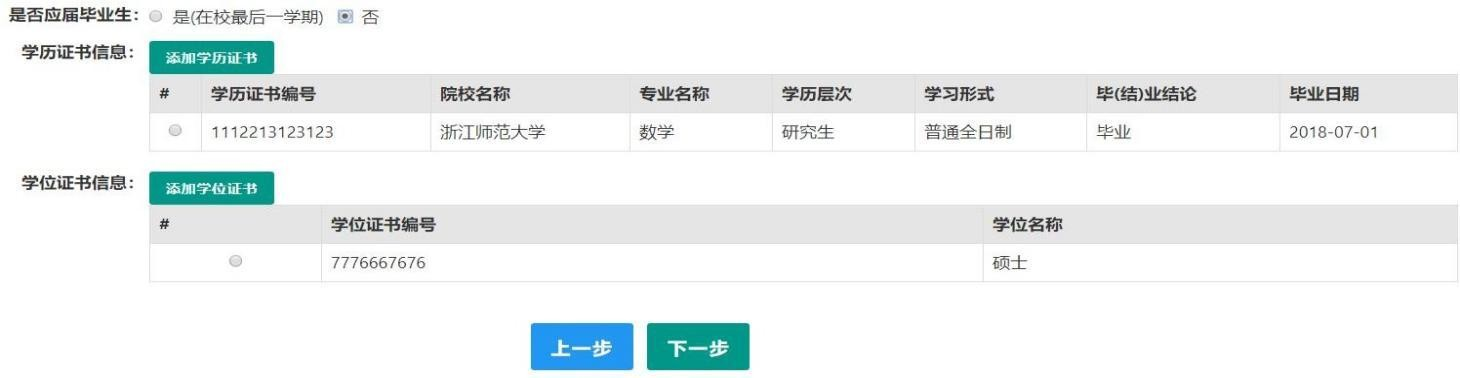 是否应届毕业生： 是(在校最后一学期) 否
学历证书信息： 添加学历证书
# 学历证书编号 院校名称 专业名称 学历层次 学习形式 毕(结)业结论 毕业日期
1112213123123 浙江师范大学 数学 研究生 普通全日制 毕业 2018-07-01
学位证书信息： 添加学位证书
# 学位证书编号 学位名称
7776667676 硕士
上一步 下一步